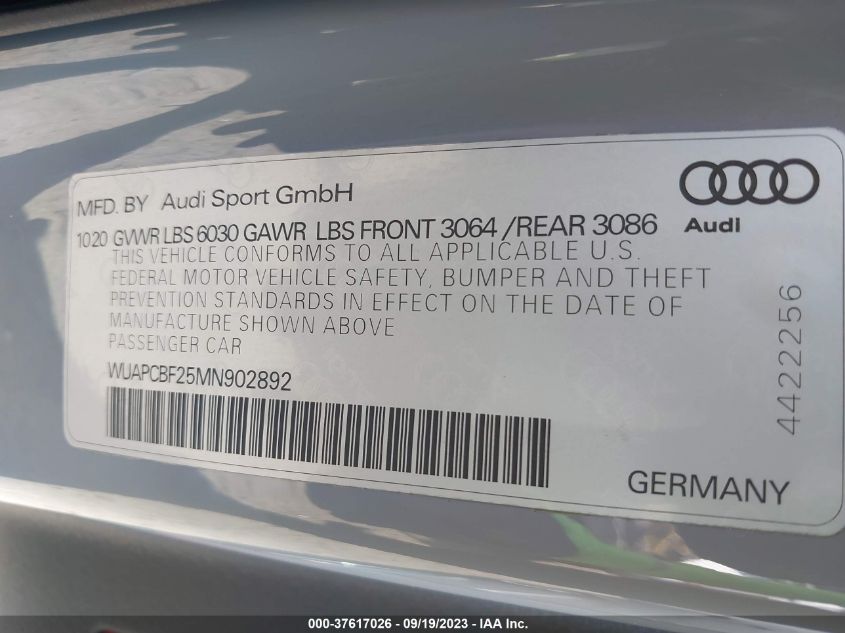 MFD. BY Audi Sport GmbH
Audi
1020 GVWR LBS 6030 GAWR LBS FRONT 3064 /REAR 3086
THIS VEHICLE CONFORMS TO ALL APPLICABLE U.S.
FEDERAL MOTOR VEHICLE SAFETY, BUMPER AND THEFT
PREVENTION STANDARDS IN EFFECT ON THE DATE OF
MANUFACTURE SHOWN ABOVE
PASSENGER CAR
WUAPCBF25MN902892
4422256
GERMANY
000-37617026 - 09/19/2023 - IAA Inc.